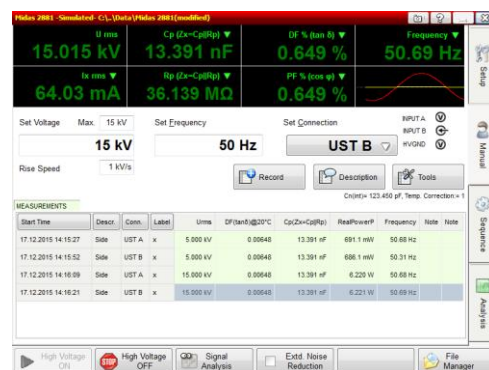 Midas 2881 -Simulated- C:\..\Data\Midas 2881(modified)
U rms
Cp (Zx=Cp||Rp) ▼
DF % (tan δ) ▼
Frequency ▼
15.015 kV
13.391 nF
0.649 %
50.69 Hz
Ix rms ▼
Rp (Zx=Cp||Rp) ▼
PF % (cos φ) ▼
64.03 mA
36.139 MΩ
0.649 %
Set Voltage Max. 15 kV
Set Frequency
Set Connection
INPUT A V
INPUT B
HVGND V
15 kV
50 Hz
UST B
Rise Speed 1 kV/s
Record
Description
Tools
Cn(int)= 123.450 pF, Temp. Correction = 1
MEASUREMENTS
Start Time Descr. Conn. Label Urms DF(tanδ)@20°C Cp(Zx=Cp||Rp) RealPowerP Frequency Note Note
17.12.2015 14:15:27 Side UST A x 5.000 kV 0.00648 13.391 nF 691.1 mW 50.68 Hz
17.12.2015 14:15:52 Side UST B x 5.000 kV 0.00648 13.391 nF 686.1 mW 50.31 Hz
17.12.2015 14:16:09 Side UST A x 15.000 kV 0.00648 13.391 nF 6.220 W 50.68 Hz
17.12.2015 14:16:21 Side UST B x 15.000 kV 0.00648 13.391 nF 6.221 W 50.69 Hz
High Voltage ON
STOP High Voltage OFF
Signal Analysis
Extd. Noise Reduction
File Manager
Setup
Manual
Sequence
Analysis